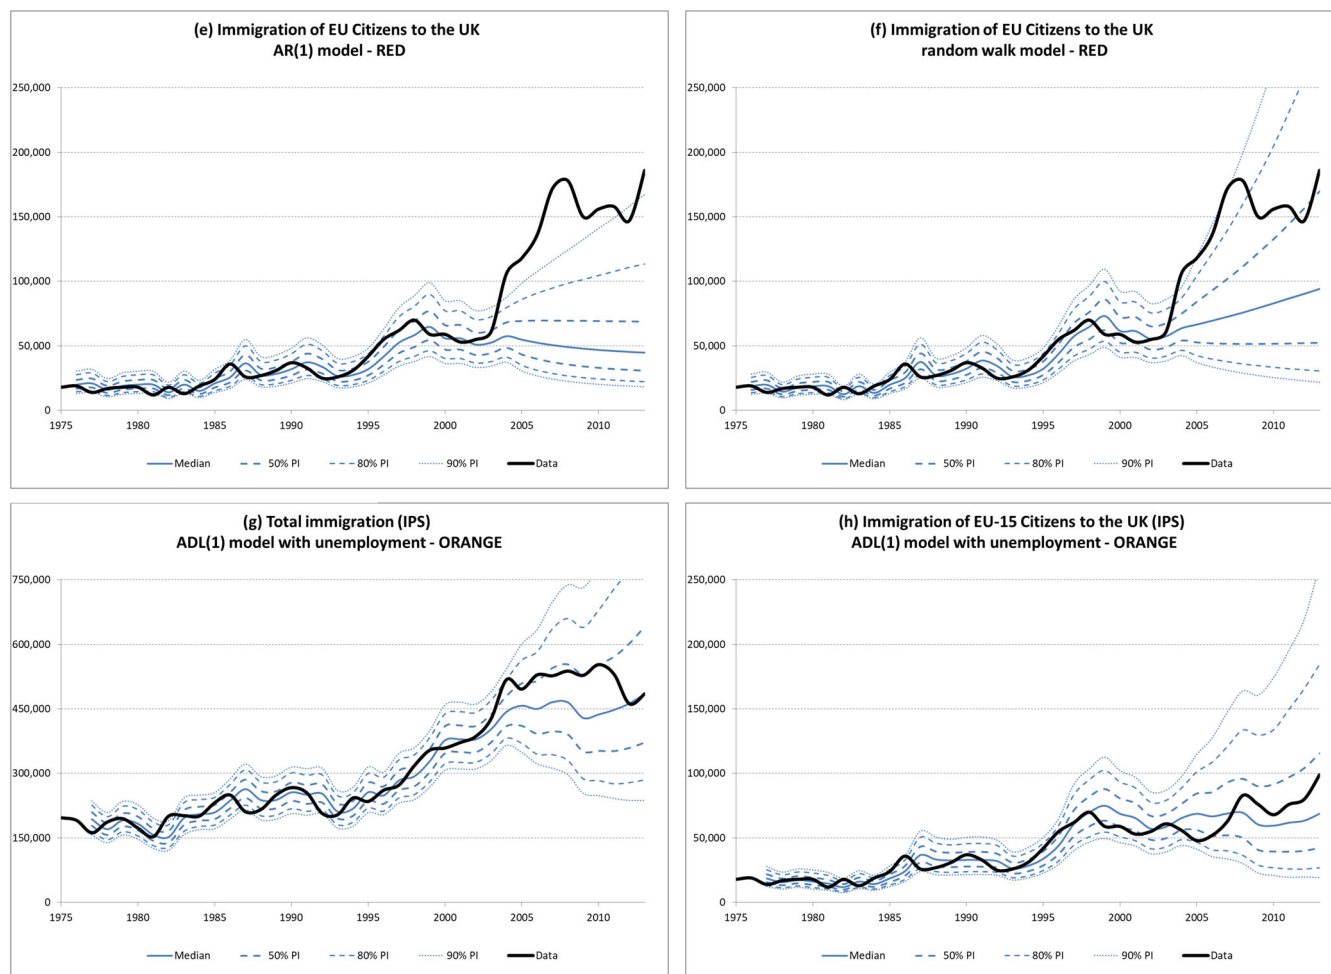 (e) Immigration of EU Citizens to the UK
AR(1) model - RED
250,000
200,000
150,000
100,000
50,000
0
1975 1980 1985 1990 1995 2000 2005 2010
Median 50% PI 80% PI 90% PI Data
(f) Immigration of EU Citizens to the UK
random walk model - RED
250,000
200,000
150,000
100,000
50,000
0
1975 1980 1985 1990 1995 2000 2005 2010
Median 50% PI 80% PI 90% PI Data
(g) Total immigration (IPS)
ADL(1) model with unemployment - ORANGE
750,000
600,000
450,000
300,000
150,000
0
1975 1980 1985 1990 1995 2000 2005 2010
Median 50% PI 80% PI 90% PI Data
(h) Immigration of EU-15 Citizens to the UK (IPS)
ADL(1) model with unemployment - ORANGE
250,000
200,000
150,000
100,000
50,000
0
1975 1980 1985 1990 1995 2000 2005 2010
Median 50% PI 80% PI 90% PI Data